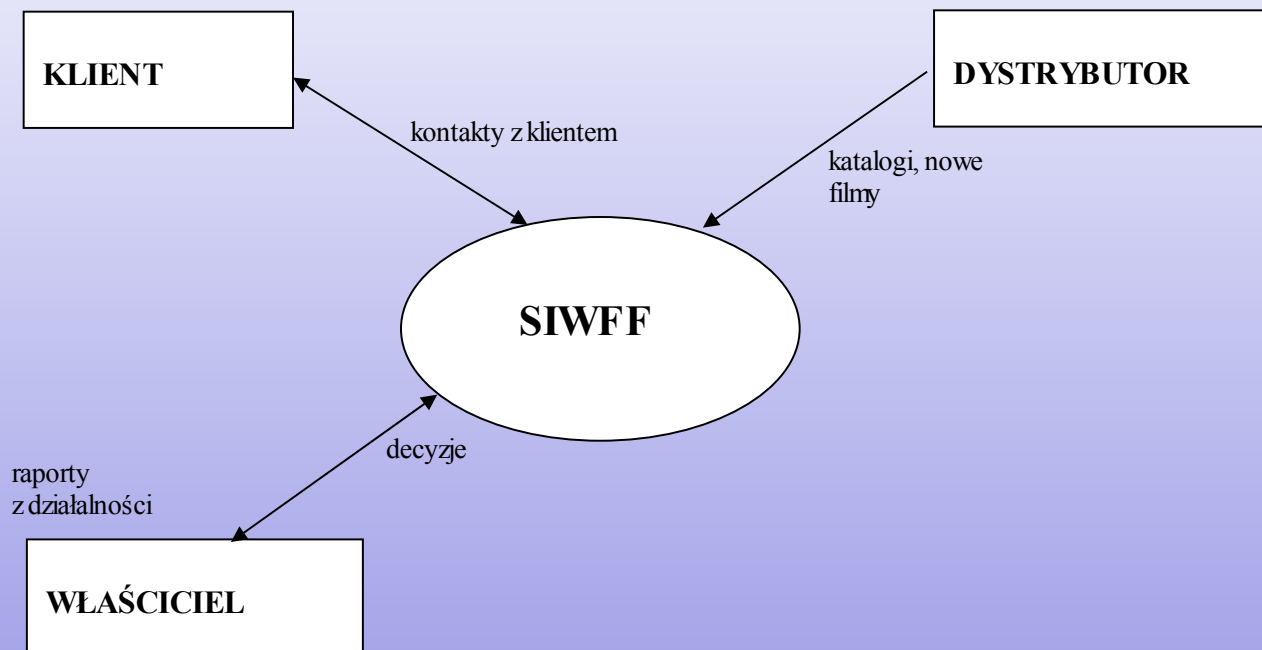 KLIENT
DYSTRYBUTOR
kontakty z klientem
katalogi, nowe
filmy
SIWFF
decyzje
raporty
z działalności
WŁAŚCICIEL